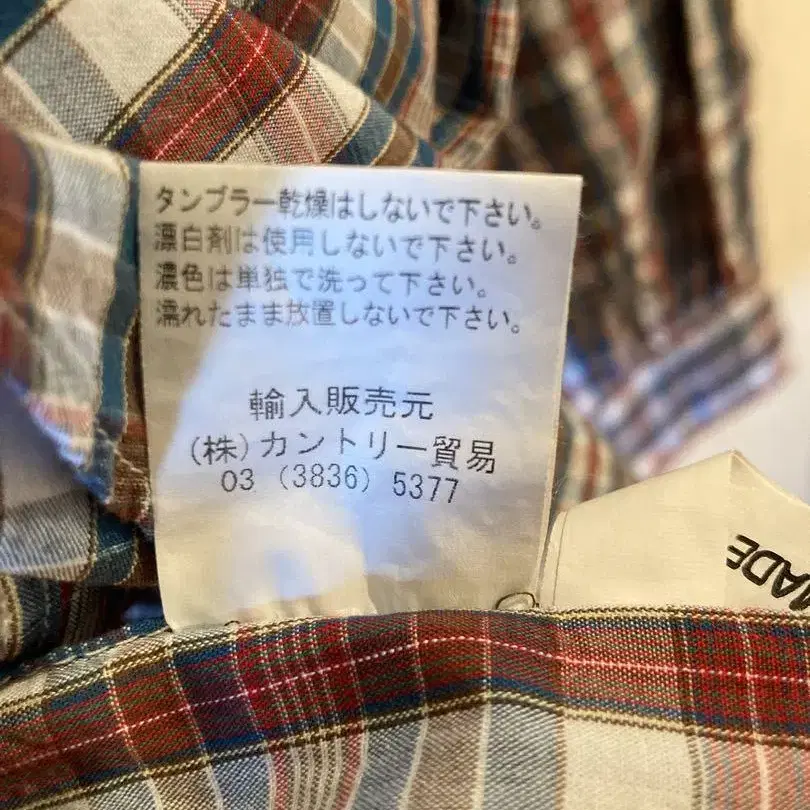 タンブラー乾燥はしないで下さい。
漂白剤は使用しないで下さい。
濃色は単独で洗って下さい。
濡れたまま放置しないで下さい。
輸入販売元
(株)カントリー貿易
03 (3836) 5377
MADE